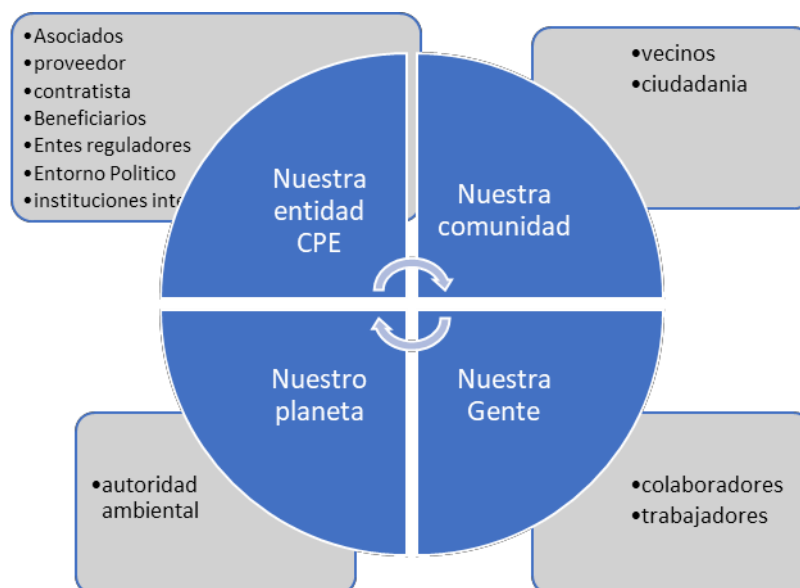 •Asociados
•proveedor
•contratista
•Beneficiarios
•Entes reguladores
•Entorno Politico
•instituciones
•vecinos
•ciudadania
Nuestra
entidad
CPE
Nuestra
comunidad
Nuestro
planeta
Nuestra
Gente
•autoridad
ambiental
•colaboradores
•trabajadores